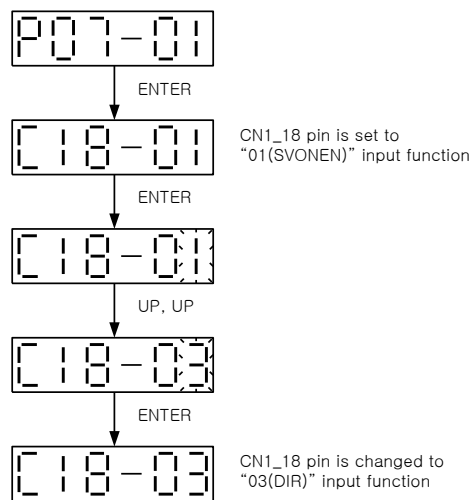 P07-01
ENTER
C18-01
CN1_18 pin is set to
“01(SVONEN)” input function
ENTER
C18-01
UP, UP
C18-03
ENTER
C18-03
CN1_18 pin is changed to
“03(DIR)” input function